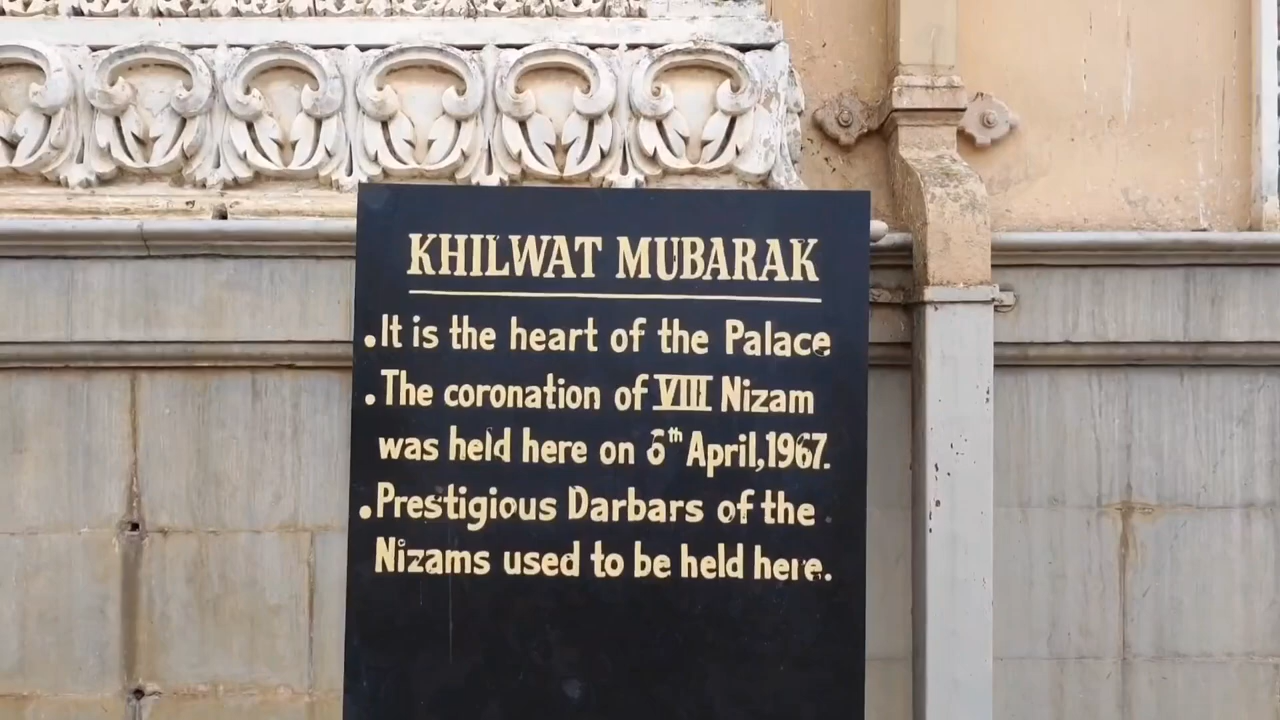 KHILWAT MUBARAK
.It is the heart of the Palace
.The coronation of VIII Nizam
was held here on 6th April,1967.
.Prestigious Darbars of the
Nizams used to be held here.